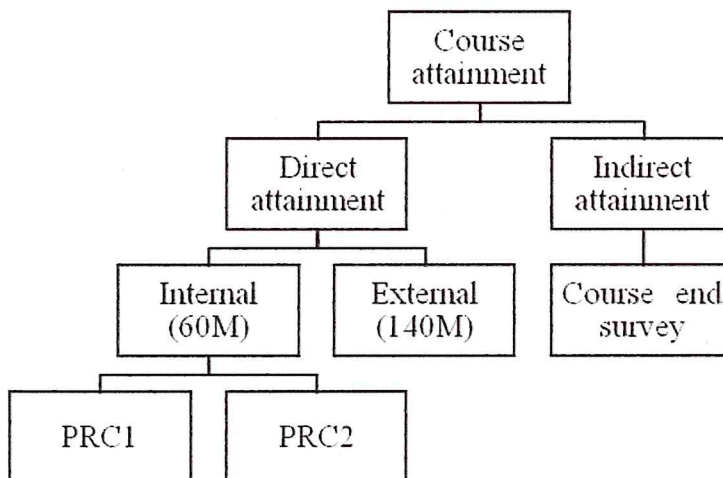 Course
attainment
Direct
attainment
Indirect
attainment
Internal
(60M)
External
(140M)
Course end
survey
PRC1
PRC2